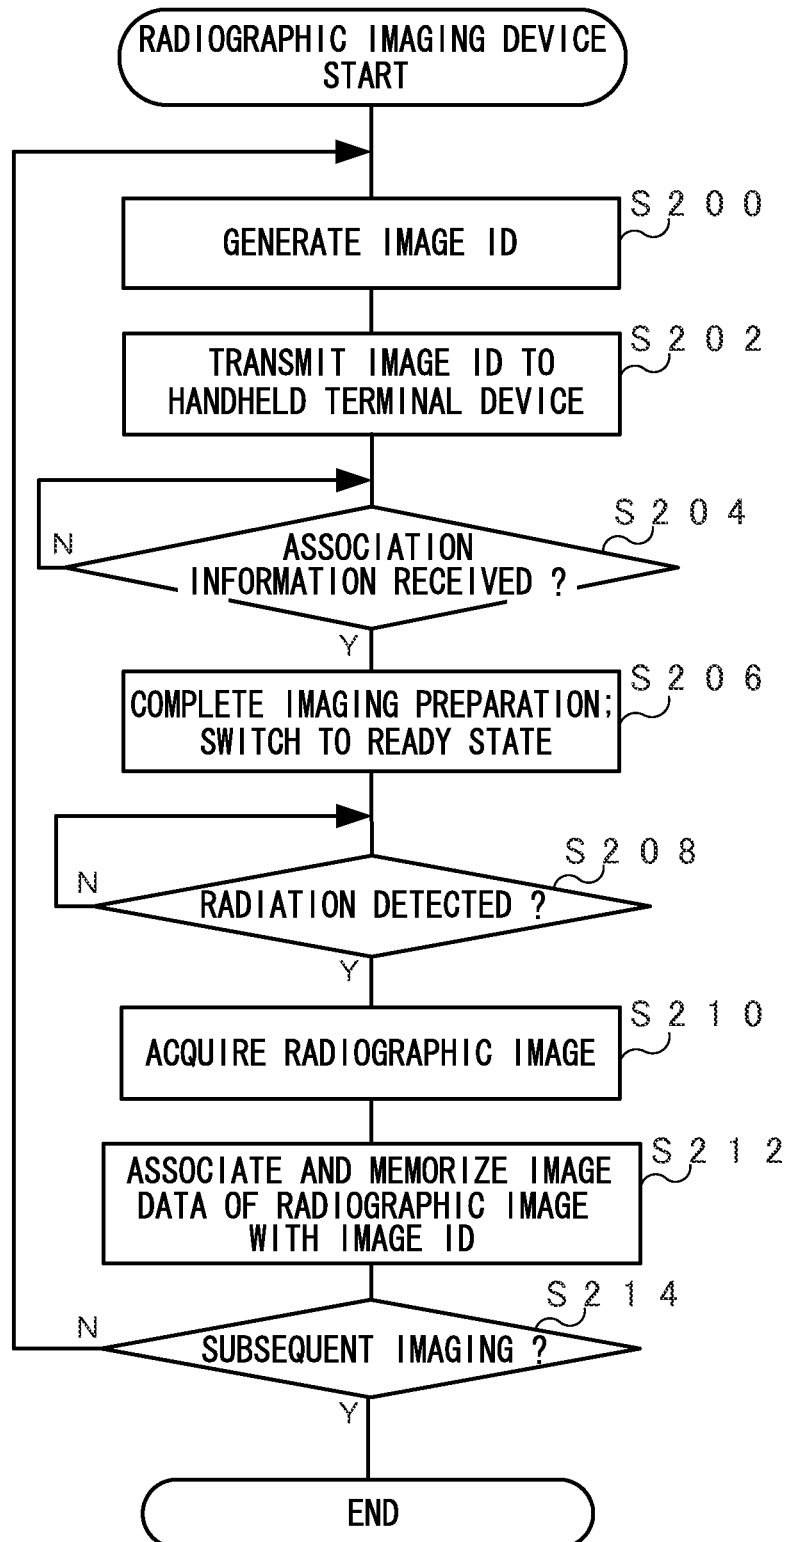 RADIOGRAPHIC IMAGING DEVICE
START
S200
GENERATE IMAGE ID
S202
TRANSMIT IMAGE ID TO
HANDHELD TERMINAL DEVICE
S204
N
ASSOCIATION
INFORMATION RECEIVED ?
Y
S206
COMPLETE IMAGING PREPARATION;
SWITCH TO READY STATE
S208
N
RADIATION DETECTED ?
Y
S210
ACQUIRE RADIOGRAPHIC IMAGE
S212
ASSOCIATE AND MEMORIZE IMAGE
DATA OF RADIOGRAPHIC IMAGE
WITH IMAGE ID
S214
N
SUBSEQUENT IMAGING ?
Y
END